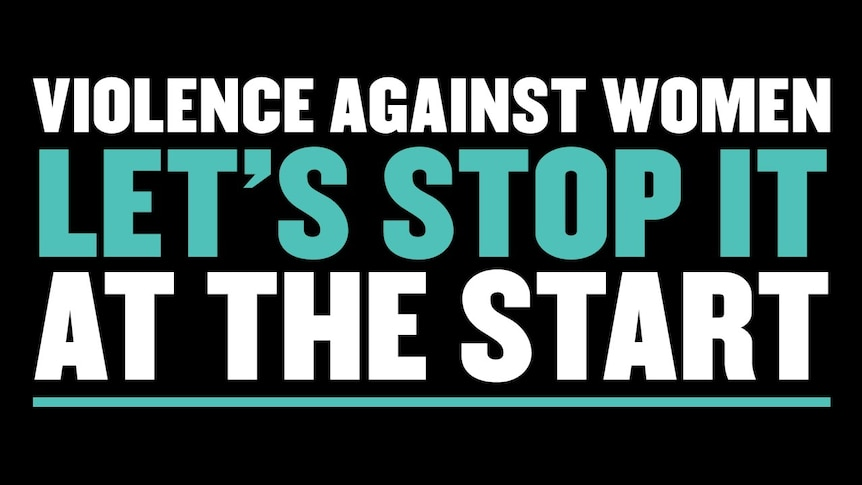 VIOLENCE AGAINST WOMEN
LET'S STOP IT
AT THE START